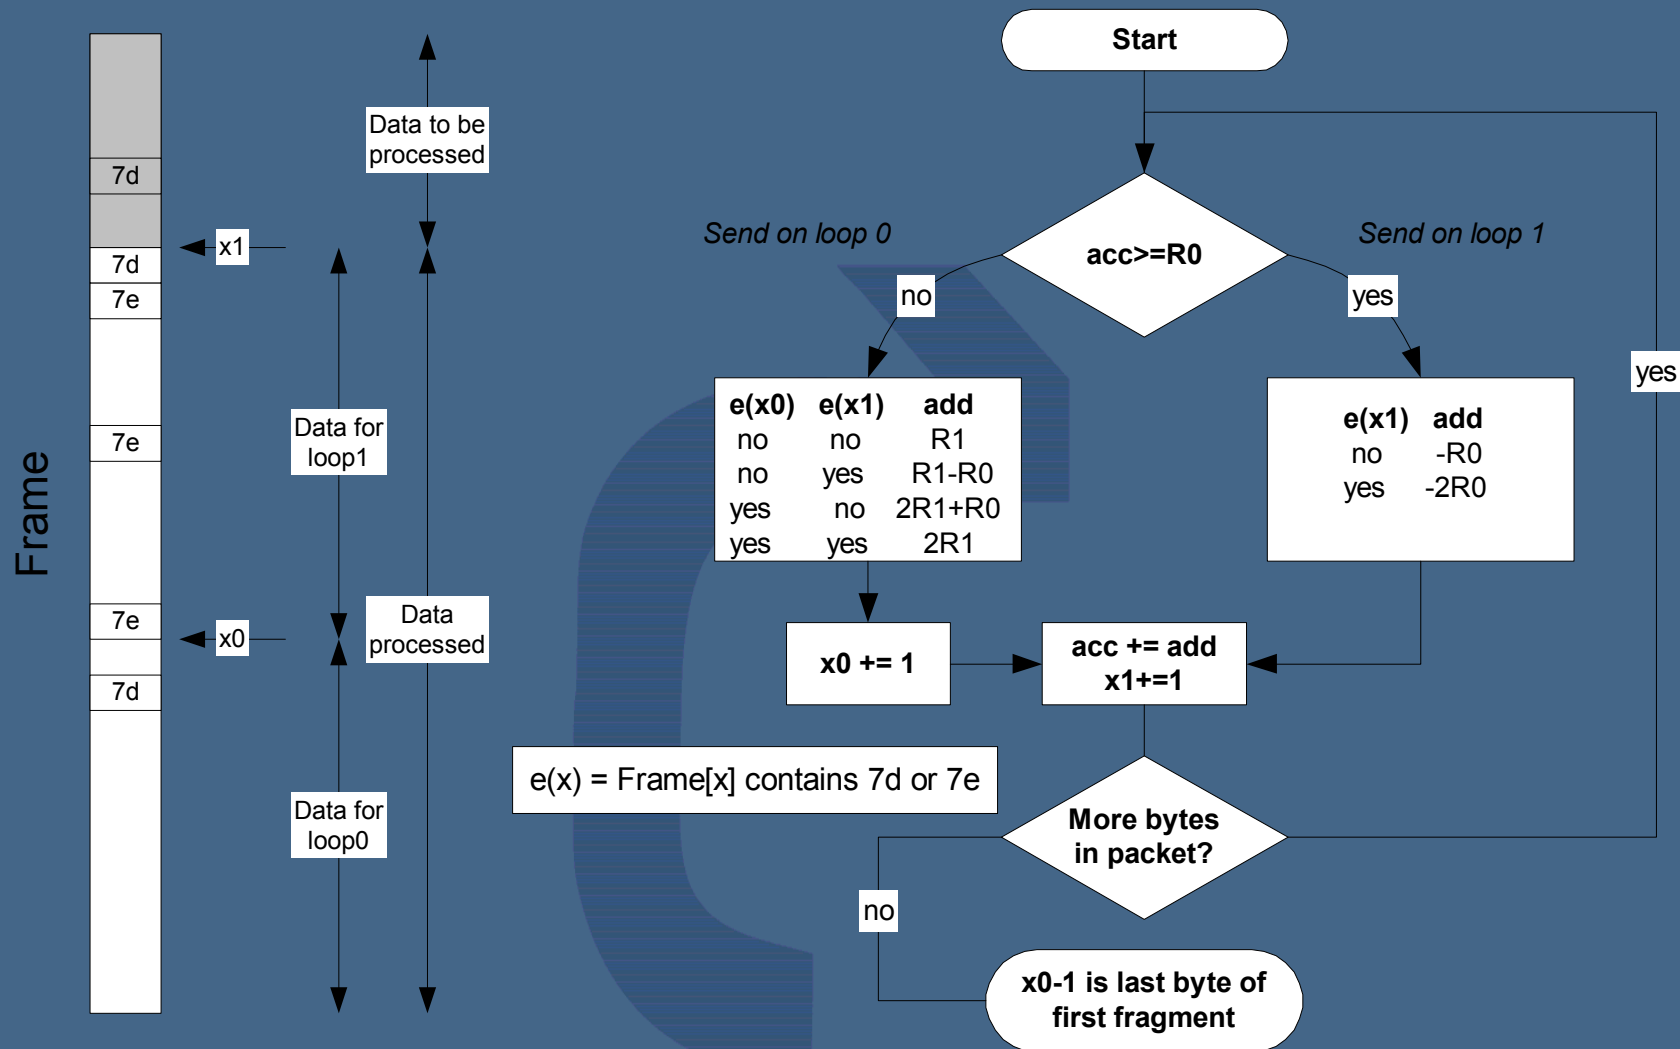 Frame
7d
7d
7e
7e
7e
7d
x1
x0
Data to be
processed
Data for
loop1
Data
processed
Data for
loop0
Start
acc>=R0
Send on loop 0
Send on loop 1
no
yes
e(x0) e(x1) add
no no R1
no yes R1-R0
yes no 2R1+R0
yes yes 2R1
e(x1) add
no -R0
yes -2R0
yes
x0 += 1
acc += add
x1+=1
e(x) = Frame[x] contains 7d or 7e
More bytes
in packet?
no
x0-1 is last byte of
first fragment